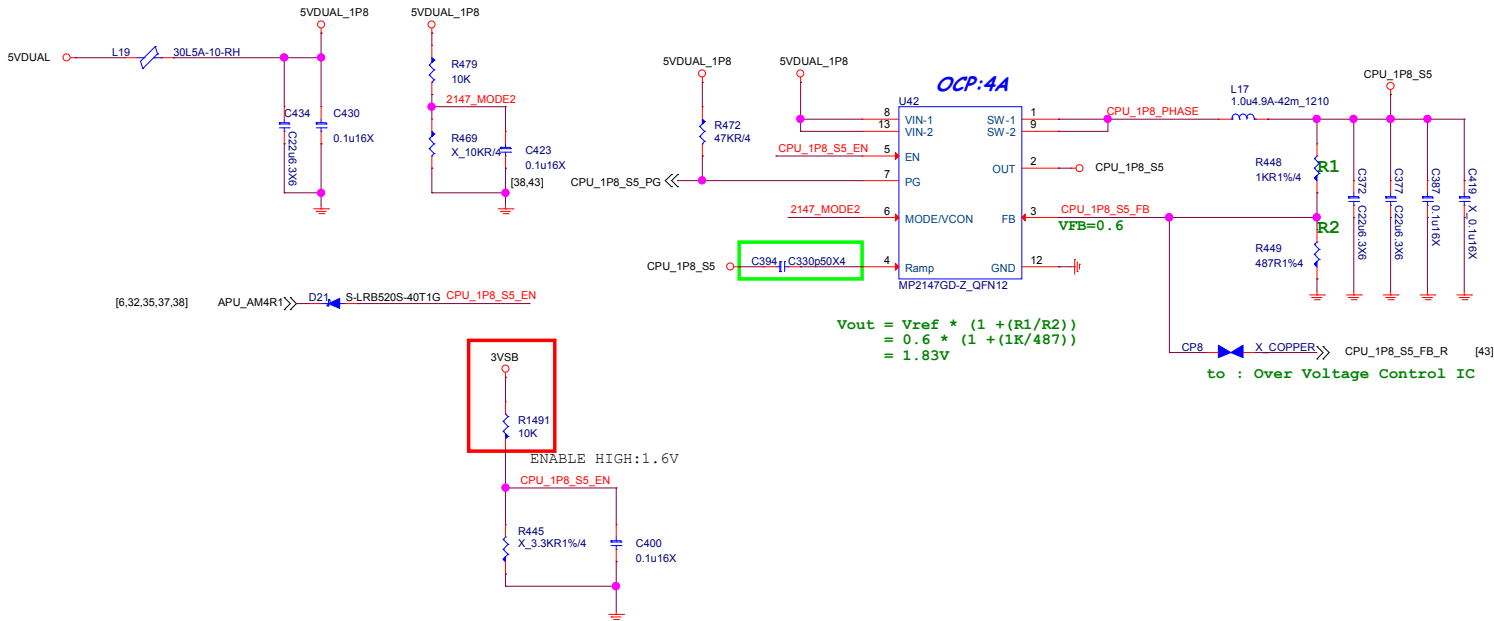 5VDUAL_1P8
5VDUAL_1P8
5VDUAL
L19
30L5A-10-RH
R479
10K
2147_MODE2
C434
C22u6.3X6
C430
0.1u16X
R469
X_10KR/4
C423
0.1u16X
[38,43]
5VDUAL_1P8
5VDUAL_1P8
OCP:4A
R472
47KR/4
CPU_1P8_S5_EN
CPU_1P8_S5_PG
2147_MODE2
CPU_1P8_S5
C394
C330p50X4
U42
8
VIN-1
13
VIN-2
5
EN
7
PG
6
MODE/VCON
4
Ramp
SW-1
1
SW-2
9
OUT
2
FB
3
GND
12
MP2147GD-Z_QFN12
CPU_1P8_PHASE
L17
1.0u4.9A-42m_1210
CPU_1P8_S5
CPU_1P8_S5
CPU_1P8_S5_FB
VFB=0.6
R448
1KR1%/4
R1
R2
R449
487R1%4
C372
C22u6.3X6
C377
C22u6.3X6
C387
0.1u16X
C419
X_0.1u16X
[6,32,35,37,38]
APU_AM4R1
D21
S-LRB520S-40T1G
CPU_1P8_S5_EN
Vout = Vref * (1 +(R1/R2))
= 0.6 * (1 +(1K/487))
= 1.83V
CP8
X_COPPER
CPU_1P8_S5_FB_R
[43]
to : Over Voltage Control IC
3VSB
R1491
10K
ENABLE HIGH:1.6V
CPU_1P8_S5_EN
R445
X_3.3KR1%/4
C400
0.1u16X